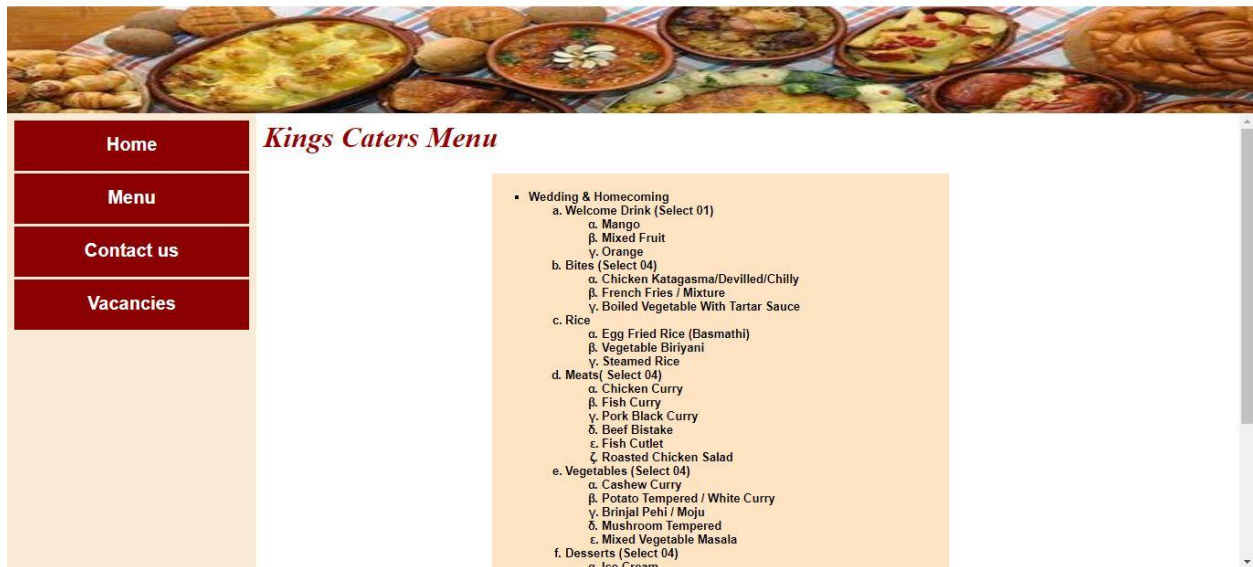 Home
Menu
Contact us
Vacancies
Kings Caters Menu
▪ Wedding & Homecoming
a. Welcome Drink (Select 01)
α. Mango
β. Mixed Fruit
γ. Orange
b. Bites (Select 04)
α. Chicken Katagasma/Devilled/Chilly
β. French Fries / Mixture
γ. Boiled Vegetable With Tartar Sauce
c. Rice
α. Egg Fried Rice (Basmathi)
β. Vegetable Biriyani
γ. Steamed Rice
d. Meats( Select 04)
α. Chicken Curry
β. Fish Curry
γ. Pork Black Curry
δ. Beef Bistake
ε. Fish Cutlet
ζ. Roasted Chicken Salad
e. Vegetables (Select 04)
α. Cashew Curry
β. Potato Tempered / White Curry
γ. Brinjal Pehi / Moju
δ. Mushroom Tempered
ε. Mixed Vegetable Masala
f. Desserts (Select 04)
α. Ice Cream